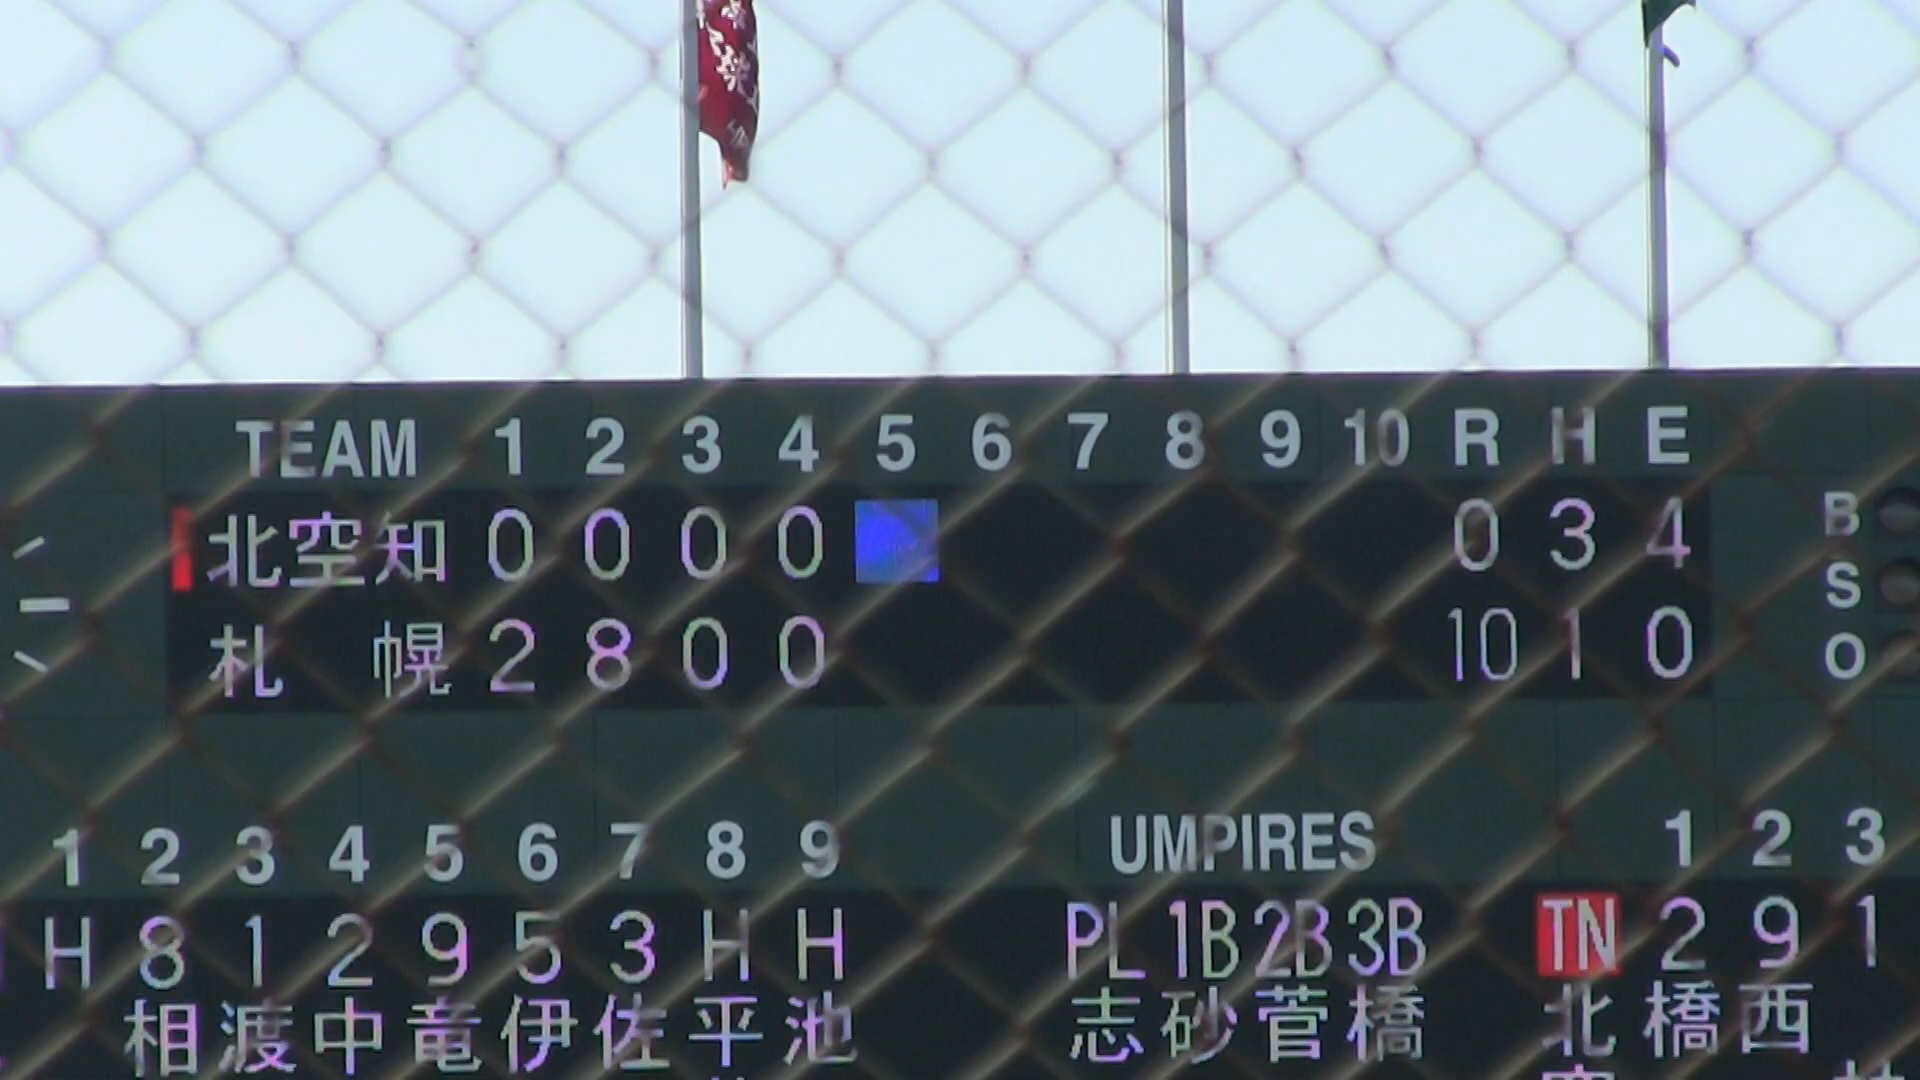 TEAM 1 2 3 4 5 6 7 8 9 10 R H E
北空知 0 0 0 0 0 3 4 B
S
札幌 2 8 0 0 10 1 0 O
1 2 3 4 5 6 7 8 9 UMPIRES 1 2 3
H 8 1 2 9 5 3 H H PL 1B 2B 3B TN 2 9 1
相 渡 中 竜 伊 佐 平 池 志 砂 菅 橋 北 橋 西